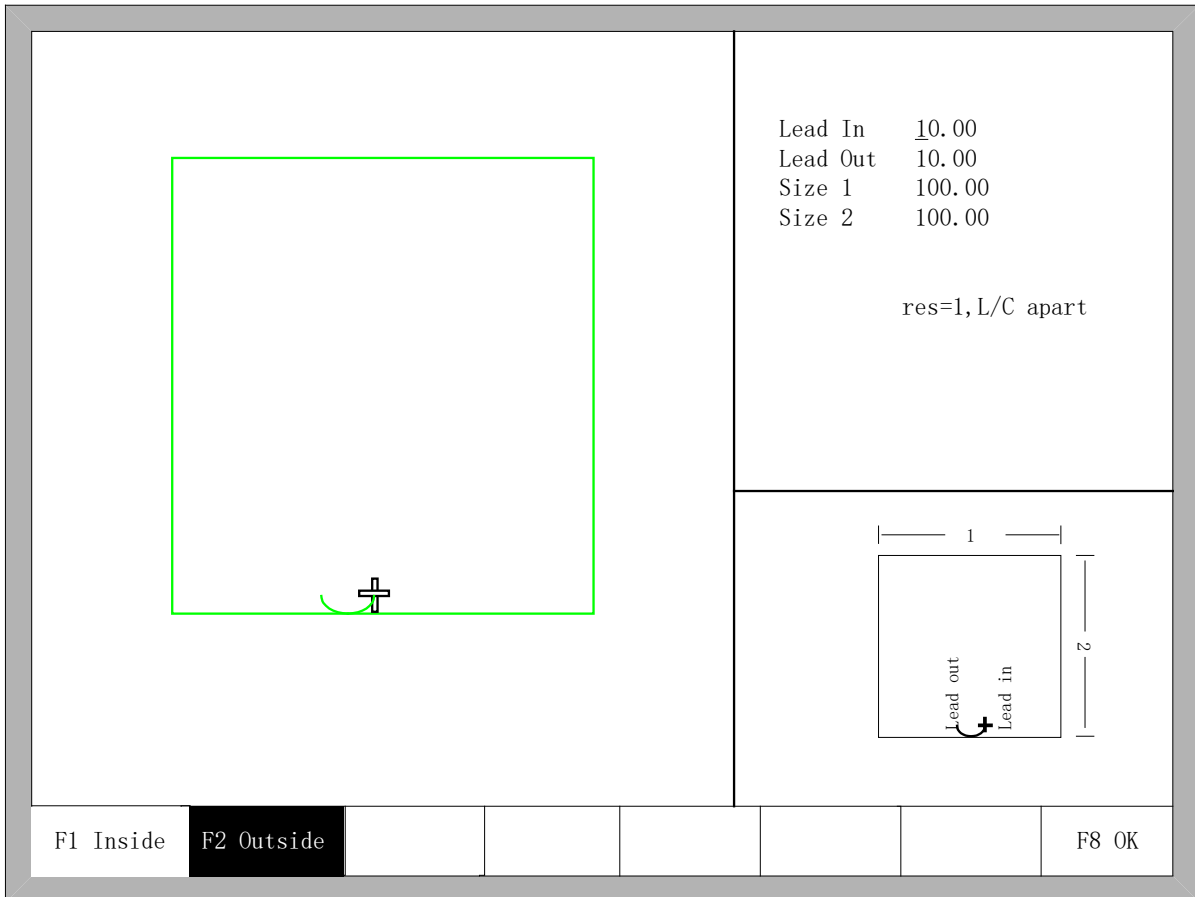 Lead In 10.00
Lead Out 10.00
Size 1 100.00
Size 2 100.00
res=1,L/C apart
1
2
Lead out
Lead in
F1 Inside
F2 Outside
F8 OK